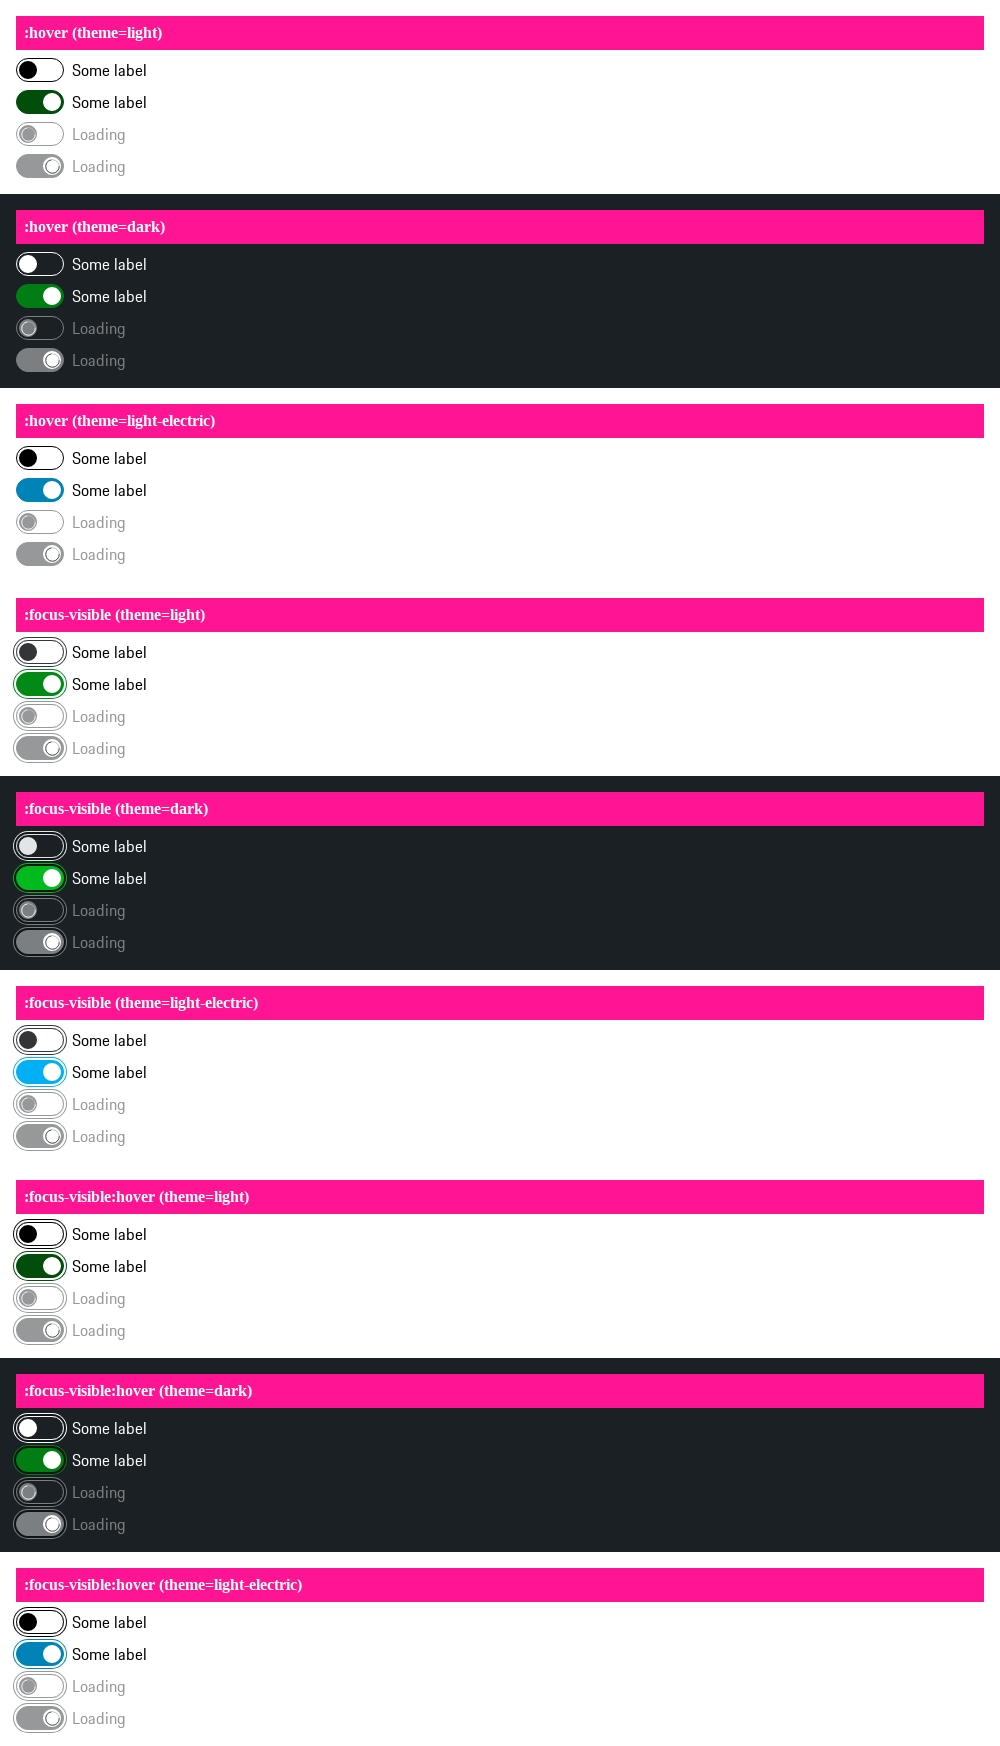 :hover (theme=light)
Some label
Some label
Loading
Loading
:hover (theme=dark)
Some label
Some label
Loading
Loading
:hover (theme=light-electric)
Some label
Some label
Loading
Loading
:focus-visible (theme=light)
Some label
Some label
Loading
Loading
:focus-visible (theme=dark)
Some label
Some label
Loading
Loading
:focus-visible (theme=light-electric)
Some label
Some label
Loading
Loading
:focus-visible:hover (theme=light)
Some label
Some label
Loading
Loading
:focus-visible:hover (theme=dark)
Some label
Some label
Loading
Loading
:focus-visible:hover (theme=light-electric)
Some label
Some label
Loading
Loading